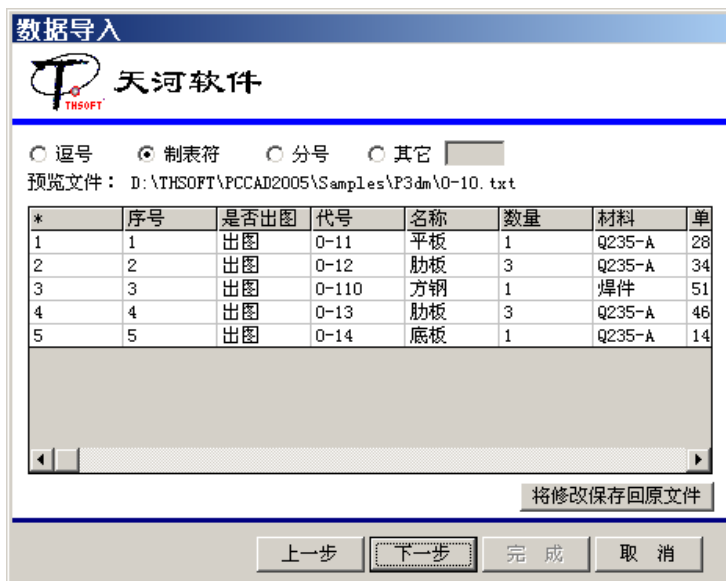 数据导入
THSOFT
天河软件
逗号 制表符 分号 其它
预览文件： D:\THSOFT\PCCAD2005\Samples\P3dm\0-10.txt
* 序号 是否出图 代号 名称 数量 材料 单
1 1 出图 0-11 平板 1 Q235-A 28
2 2 出图 0-12 肋板 3 Q235-A 34
3 3 出图 0-110 方钢 1 焊件 51
4 4 出图 0-13 肋板 3 Q235-A 46
5 5 出图 0-14 底板 1 Q235-A 14
将修改保存回原文件
上一步 下一步 完 成 取 消